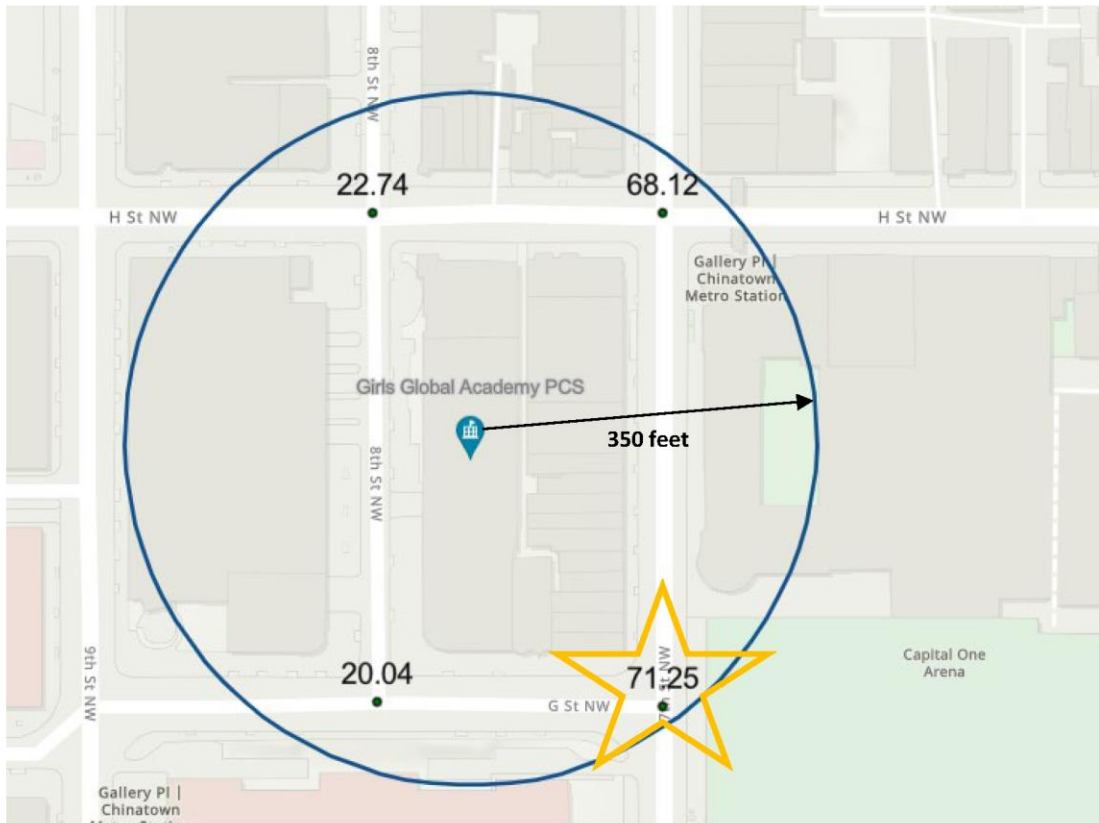 8th St NW
22.74
68.12
H St NW
H St NW
Gallery Pl |
Chinatown
Metro Station
Girls Global Academy PCS
350 feet
8th St NW
9th St NW
20.04
71.25
G St NW
7th St NW
Capital One
Arena
Gallery Pl |
Chinatown
Metro Station